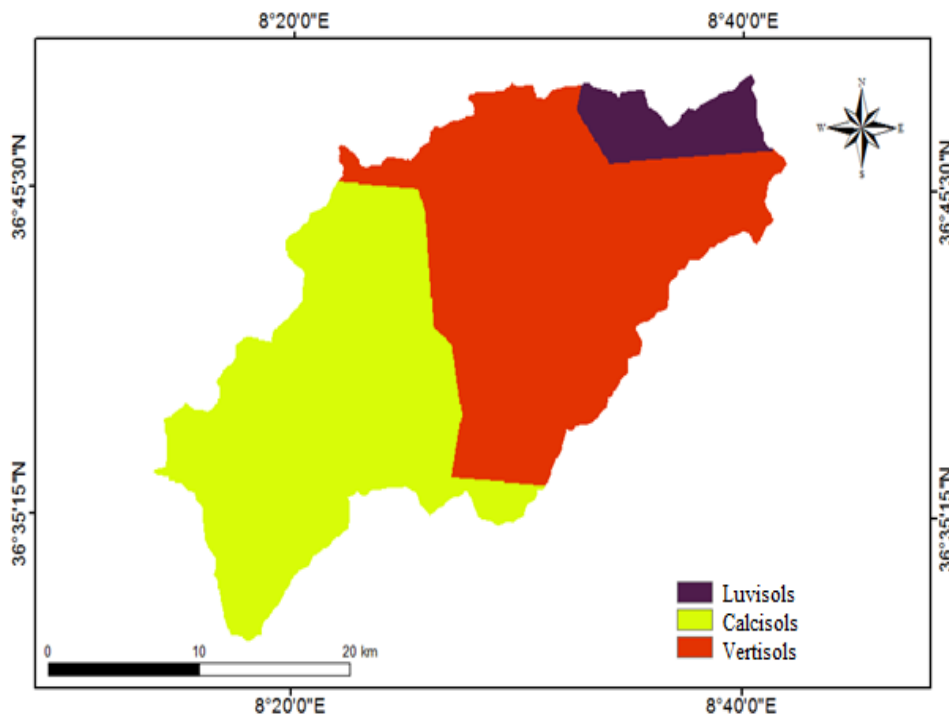 8°20'0"E 8°40'0"E
N
W E
S
36°45'30"N 36°45'30"N
36°35'15"N 36°35'15"N
Luvisols
Calcisols
Vertisols
0 10 20 km
8°20'0"E 8°40'0"E